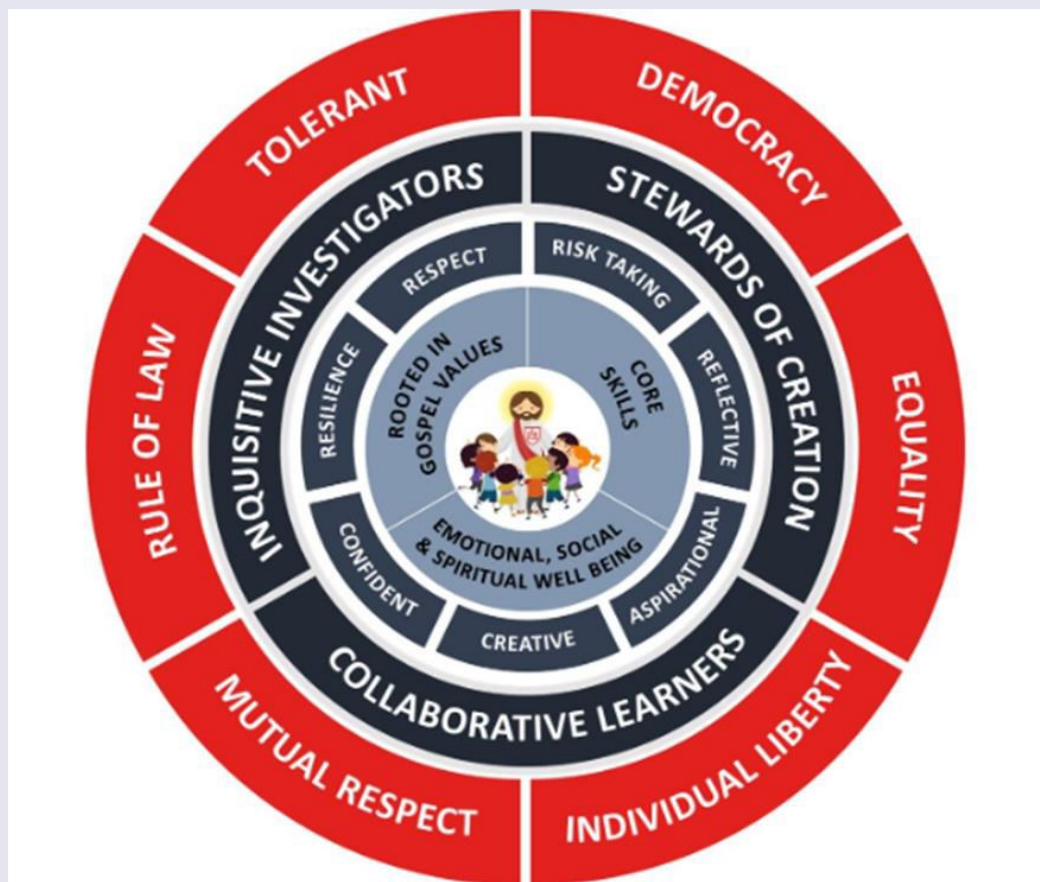 TOLERANT
DEMOCRACY
EQUALITY
INDIVIDUAL LIBERTY
MUTUAL RESPECT
RULE OF LAW
INQUISITIVE INVESTIGATORS
STEWARDS OF CREATION
COLLABORATIVE LEARNERS
RESPECT
RISK TAKING
REFLECTIVE
ASPIRATIONAL
CREATIVE
CONFIDENT
RESILIENCE
ROOTED IN
GOSPEL VALUES
CORE
SKILLS
EMOTIONAL, SOCIAL
& SPIRITUAL WELL BEING